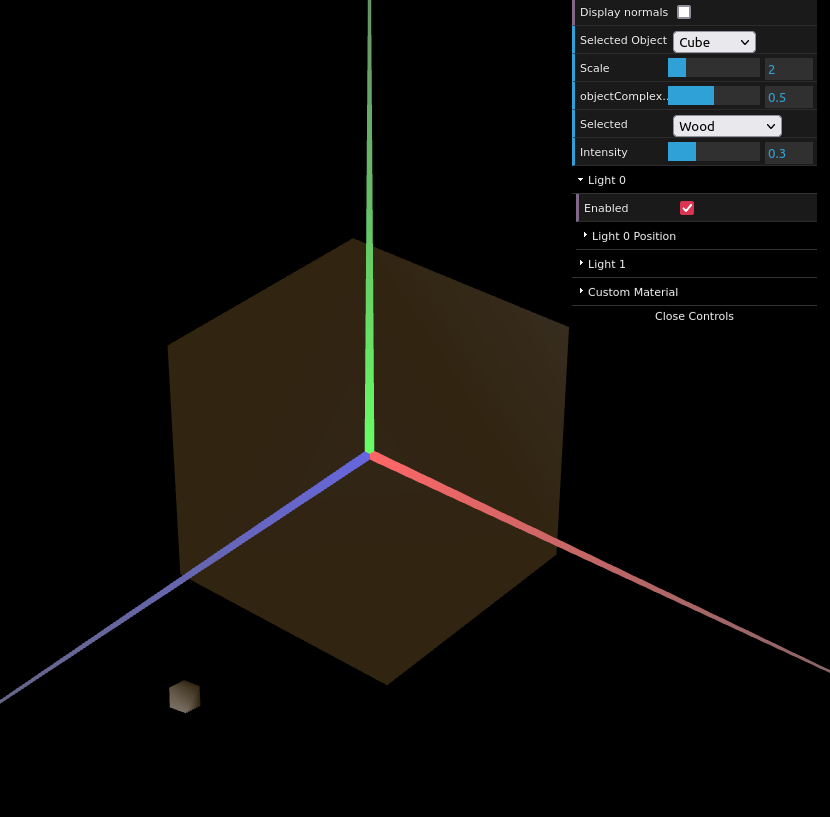 Display normals
Selected Object Cube
Scale 2
objectComplex.. 0.5
Selected Wood
Intensity 0.3
Light 0
Enabled
Light 0 Position
Light 1
Custom Material
Close Controls